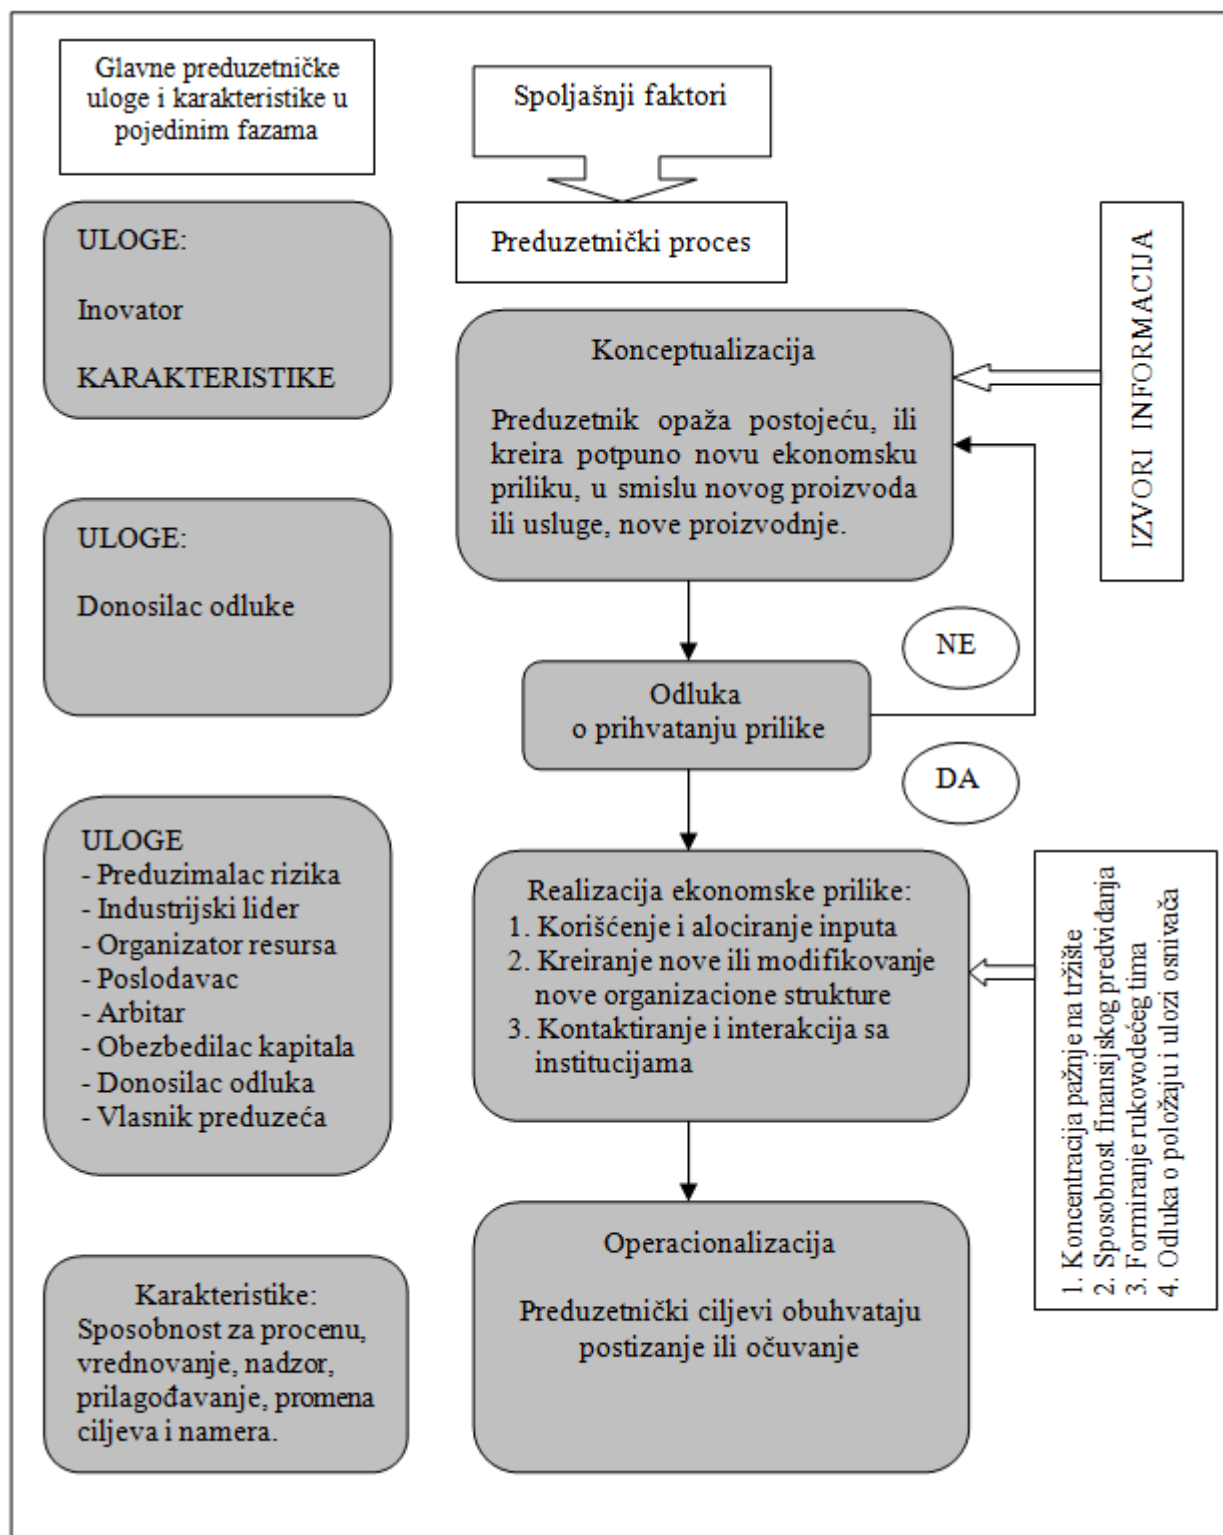 Glavne preduzetničke
uloge i karakteristike u
pojedinim fazama
Spoljašnji faktori
Preduzetnički proces
ULOGE:
Inovator
KARAKTERISTIKE
Konceptualizacija
Preduzetnik opaža postojeću, ili
kreira potpuno novu ekonomsku
priliku, u smislu novog proizvoda
ili usluge, nove proizvodnje.
IZVORI INFORMACIJA
ULOGE:
Donosilac odluke
NE
Odluka
o prihvatanju prilike
DA
ULOGE
- Preduzimalac rizika
- Industrijski lider
- Organizator resursa
- Poslodavac
- Arbitar
- Obezbedilac kapitala
- Donosilac odluka
- Vlasnik preduzeća
Realizacija ekonomske prilike:
1. Korišćenje i alociranje inputa
2. Kreiranje nove ili modifikovanje
nove organizacione strukture
3. Kontaktiranje i interakcija sa
institucijama
1. Koncentracija pažnje na tržište
2. Sposobnost finansijskog predviđanja
3. Formiranje rukovodećeg tima
4. Odluka o položaju i ulozi osnivača
Karakteristike:
Sposobnost za procenu,
vrednovanje, nadzor,
prilagođavanje, promena
ciljeva i namera.
Operacionalizacija
Preduzetnički ciljevi obuhvataju
postizanje ili očuvanje